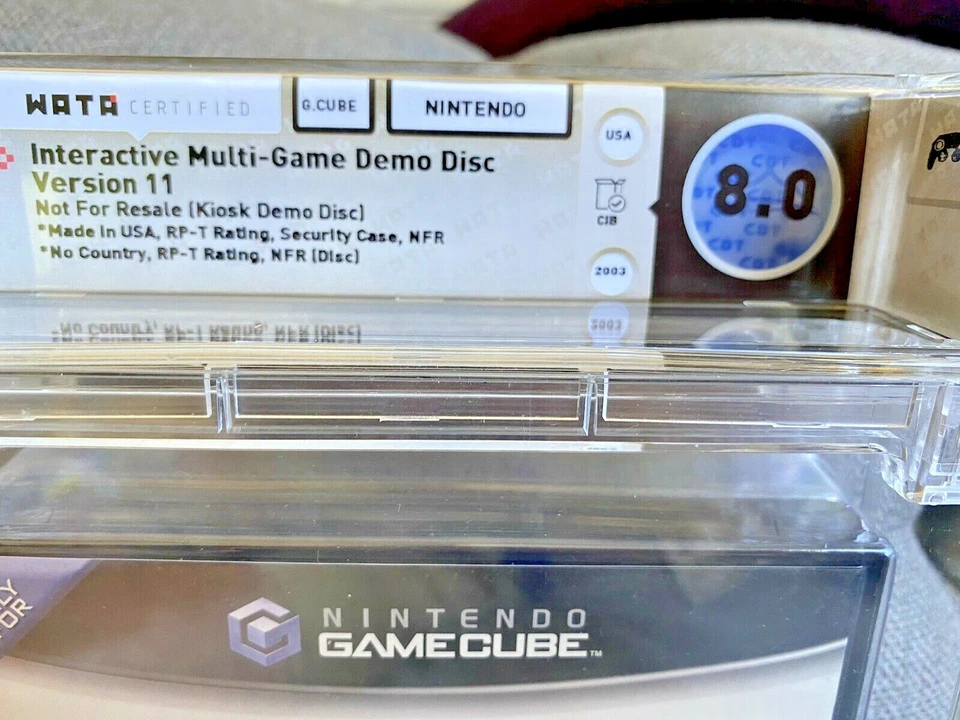 WATA CERTIFIED
G.CUBE
NINTENDO
Interactive Multi-Game Demo Disc
Version 11
Not For Resale (Kiosk Demo Disc)
*Made in USA, RP-T Rating, Security Case, NFR
*No Country, RP-T Rating, NFR (Disc)
USA
CIB
2003
8.0
NINTENDO
GAMECUBE™